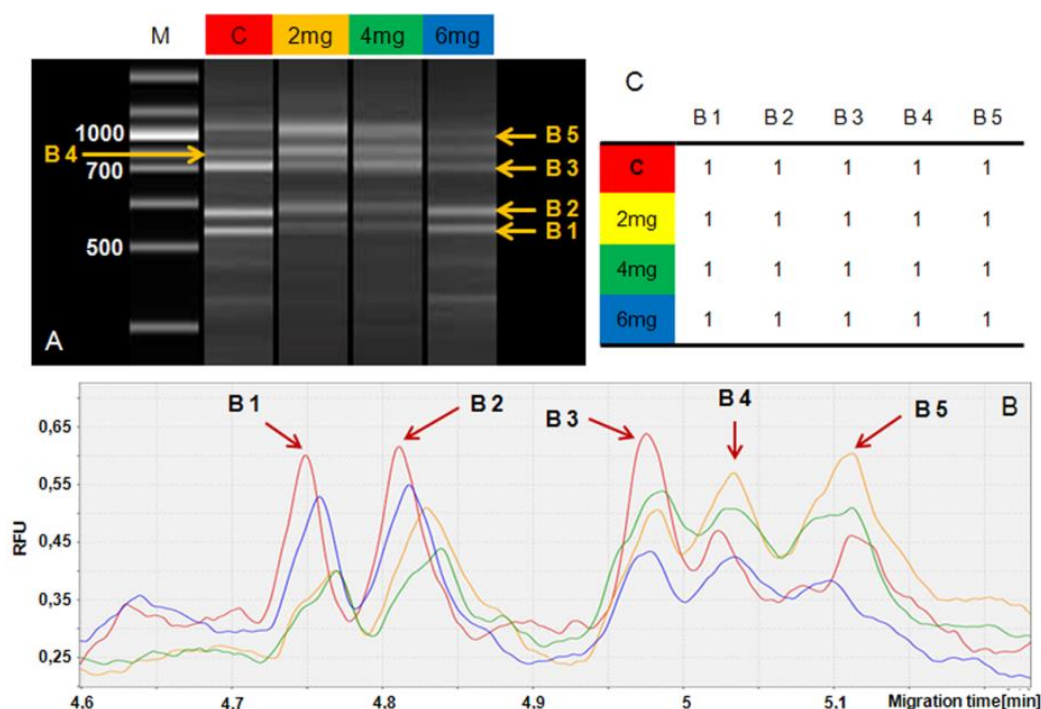 M C 2mg 4mg 6mg
1000
B 4
700
500
B 5
B 3
B 2
B 1
A
C
B 1 B 2 B 3 B 4 B 5
C 1 1 1 1 1
2mg 1 1 1 1 1
4mg 1 1 1 1 1
6mg 1 1 1 1 1
B 1 B 2 B 3 B 4 B 5 B
0,65
0,55
0,45
0,35
0,25
RFU
4.6 4.7 4.8 4.9 5 5.1 Migration time[min]